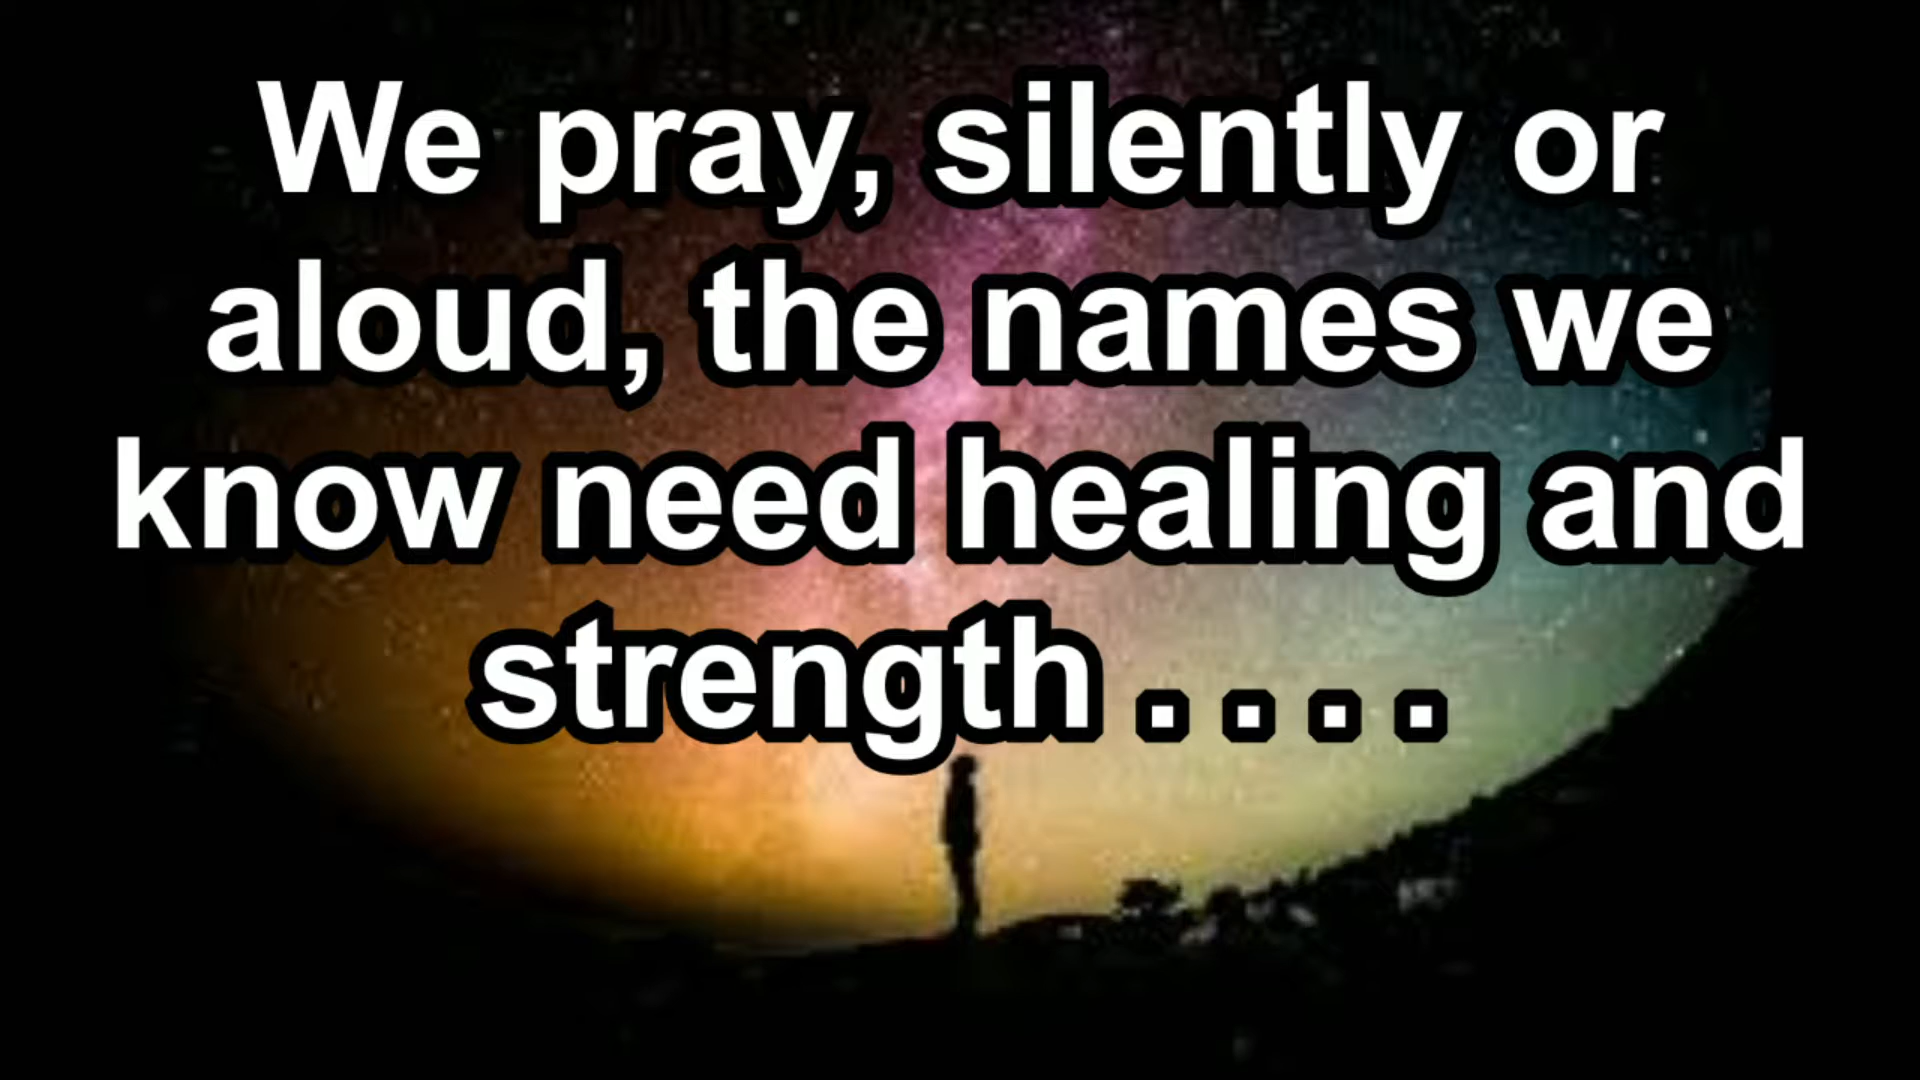 We pray, silently or
aloud, the names we
know need healing and
strength . . . .